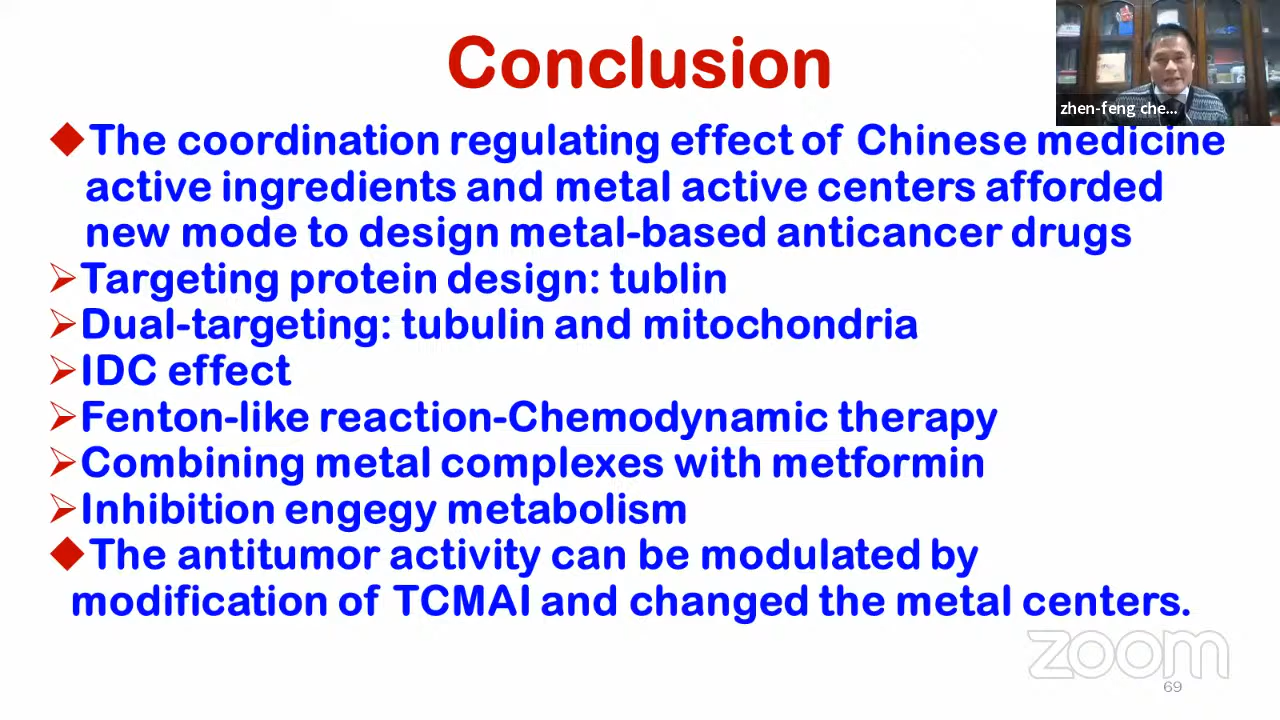 Conclusion
zhen-feng che...
◆The coordination regulating effect of Chinese medicine
active ingredients and metal active centers afforded
new mode to design metal-based anticancer drugs
➢Targeting protein design: tublin
➢Dual-targeting: tubulin and mitochondria
➢IDC effect
➢Fenton-like reaction-Chemodynamic therapy
➢Combining metal complexes with metformin
➢Inhibition engegy metabolism
◆The antitumor activity can be modulated by
modification of TCMAI and changed the metal centers.
zoom
69